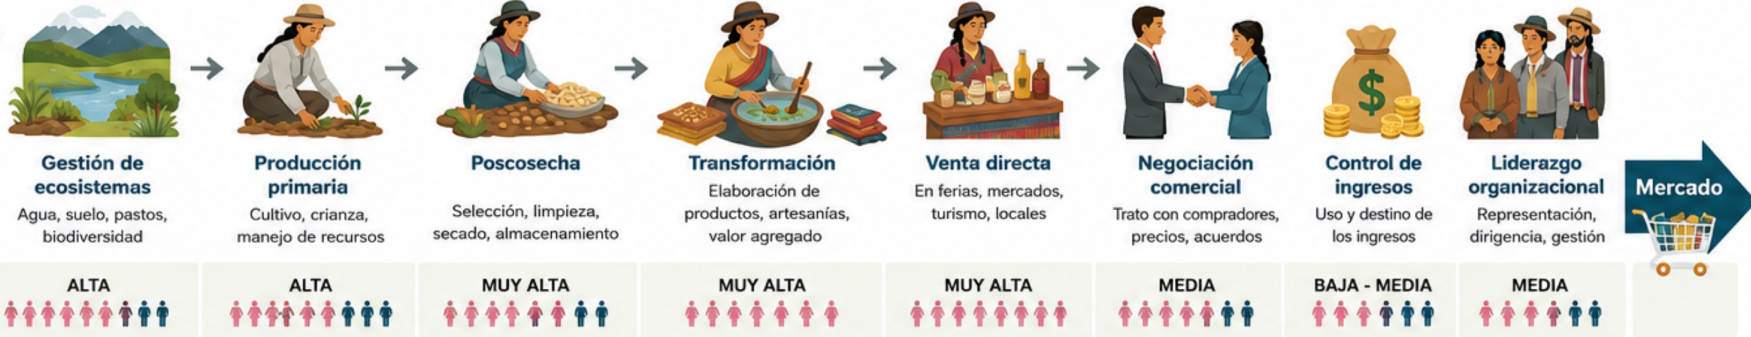 Gestión de
ecosistemas
Agua, suelo, pastos,
biodiversidad
ALTA
Producción
primaria
Cultivo, crianza,
manejo de recursos
ALTA
Poscosecha
Selección, limpieza,
secado, almacenamiento
MUY ALTA
Transformación
Elaboración de
productos, artesanías,
valor agregado
MUY ALTA
Venta directa
En ferias, mercados,
turismo, locales
MUY ALTA
Negociación
comercial
Trato con compradores,
precios, acuerdos
MEDIA
$
Control de
ingresos
Uso y destino de
los ingresos
BAJA - MEDIA
Liderazgo
organizacional
Representación,
dirigencia, gestión
MEDIA
Mercado